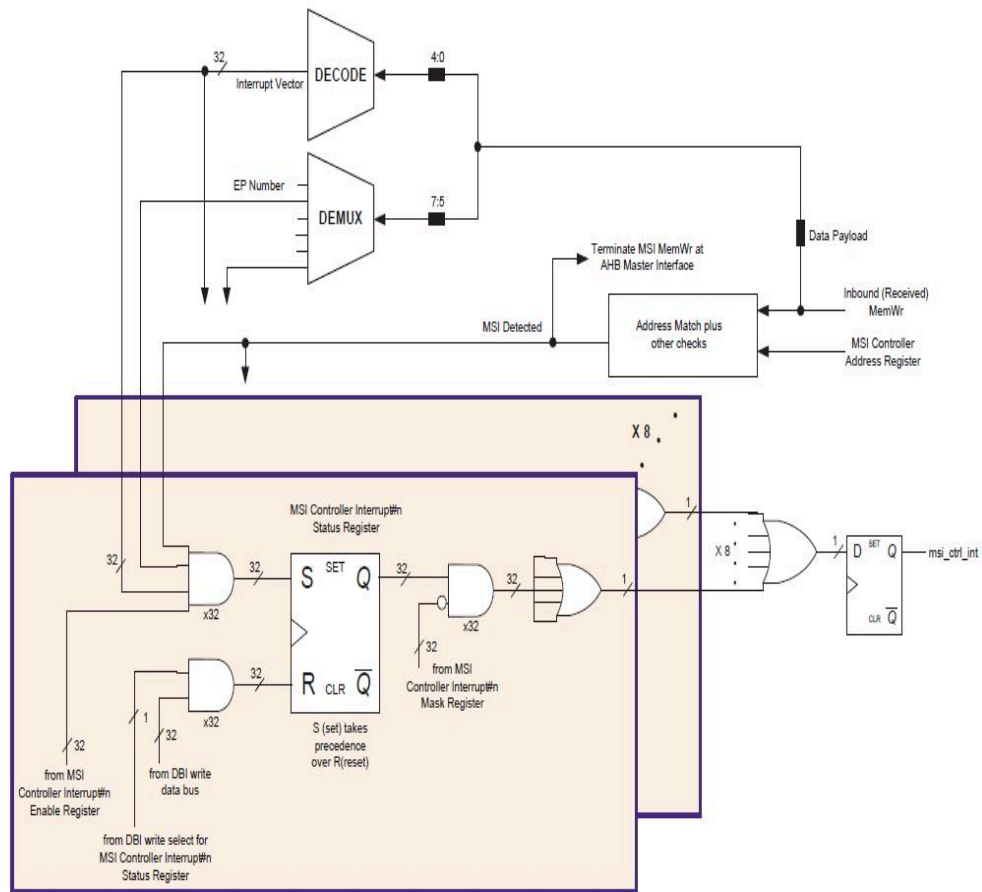 32
Interrupt Vector
DECODE
4:0
EP Number
DEMUX
7:5
Data Payload
Terminate MSI MemWr at
AHB Master Interface
Inbound (Received)
MemWr
MSI Detected
Address Match plus
other checks
MSI Controller
Address Register
X 8
1
MSI Controller Interrupt#n
Status Register
32
x32
32
S
SET
Q
32
x32
32
1
32
from MSI
Controller Interrupt#n
Mask Register
X 8
1
D
SET
Q
CLR
Q
msi_ctrl_int
x32
32
R
CLR
Q
S (set) takes
precedence
over R(reset)
1
32
32
from MSI
Controller Interrupt#n
Enable Register
from DBI write
data bus
from DBI write select for
MSI Controller Interrupt#n
Status Register